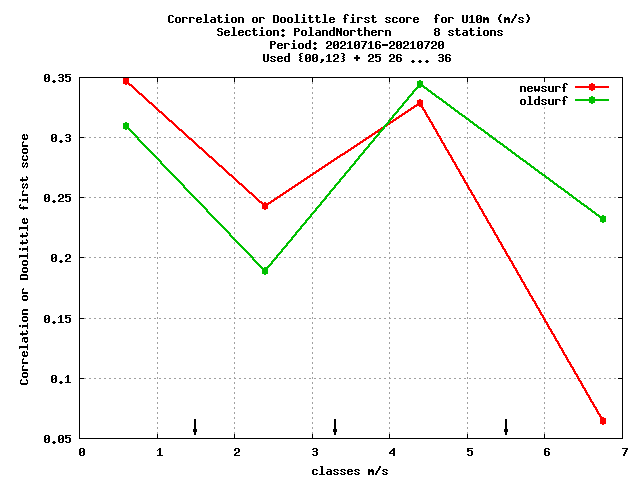 Correlation or Doolittle first score  for U10m (m/s)
Selection: PolandNorthern      8 stations
Period: 20210716-20210720
Used {00,12} + 25 26 ... 36
newsurf
oldsurf
Correlation or Doolittle first score
0.35
0.3
0.25
0.2
0.15
0.1
0.05
0 1 2 3 4 5 6 7
classes m/s